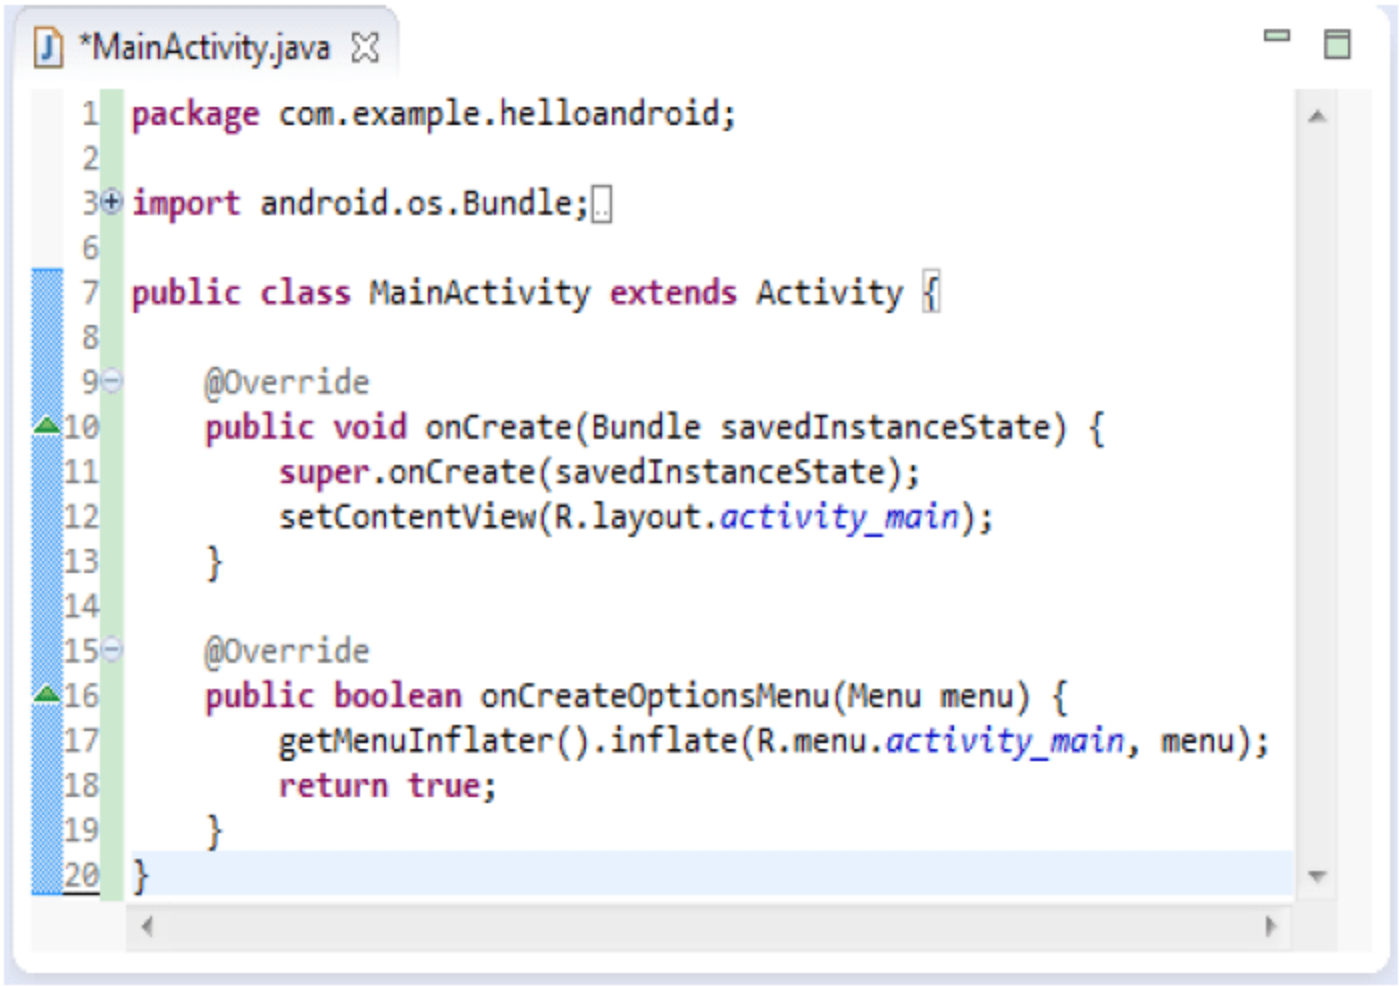 *MainActivity.java
1 package com.example.helloandroid;
2
3 import android.os.Bundle;
6
7 public class MainActivity extends Activity {
8
9     @Override
10     public void onCreate(Bundle savedInstanceState) {
11         super.onCreate(savedInstanceState);
12         setContentView(R.layout.activity_main);
13     }
14
15     @Override
16     public boolean onCreateOptionsMenu(Menu menu) {
17         getMenuInflater().inflate(R.menu.activity_main, menu);
18         return true;
19     }
20 }